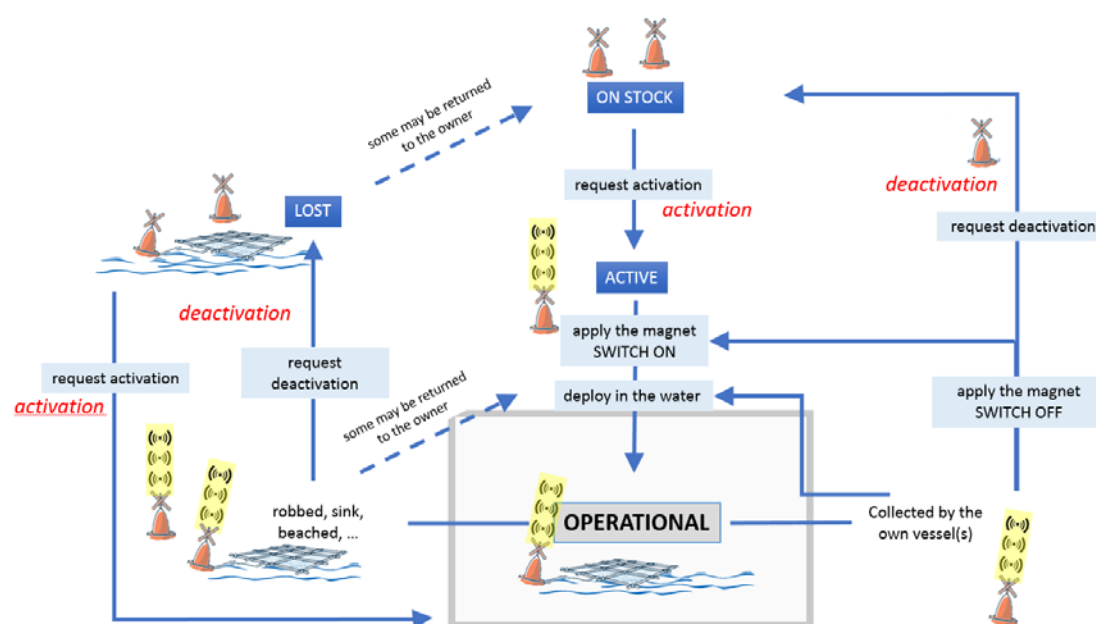 ON STOCK
some may be returned
to the owner
request activation
activation
deactivation
request deactivation
LOST
ACTIVE
deactivation
apply the magnet
SWITCH ON
request
deactivation
request activation
activation
some may be returned
to the owner
deploy in the water
apply the magnet
SWITCH OFF
robbed, sink,
beached, ...
OPERATIONAL
Collected by the
own vessel(s)